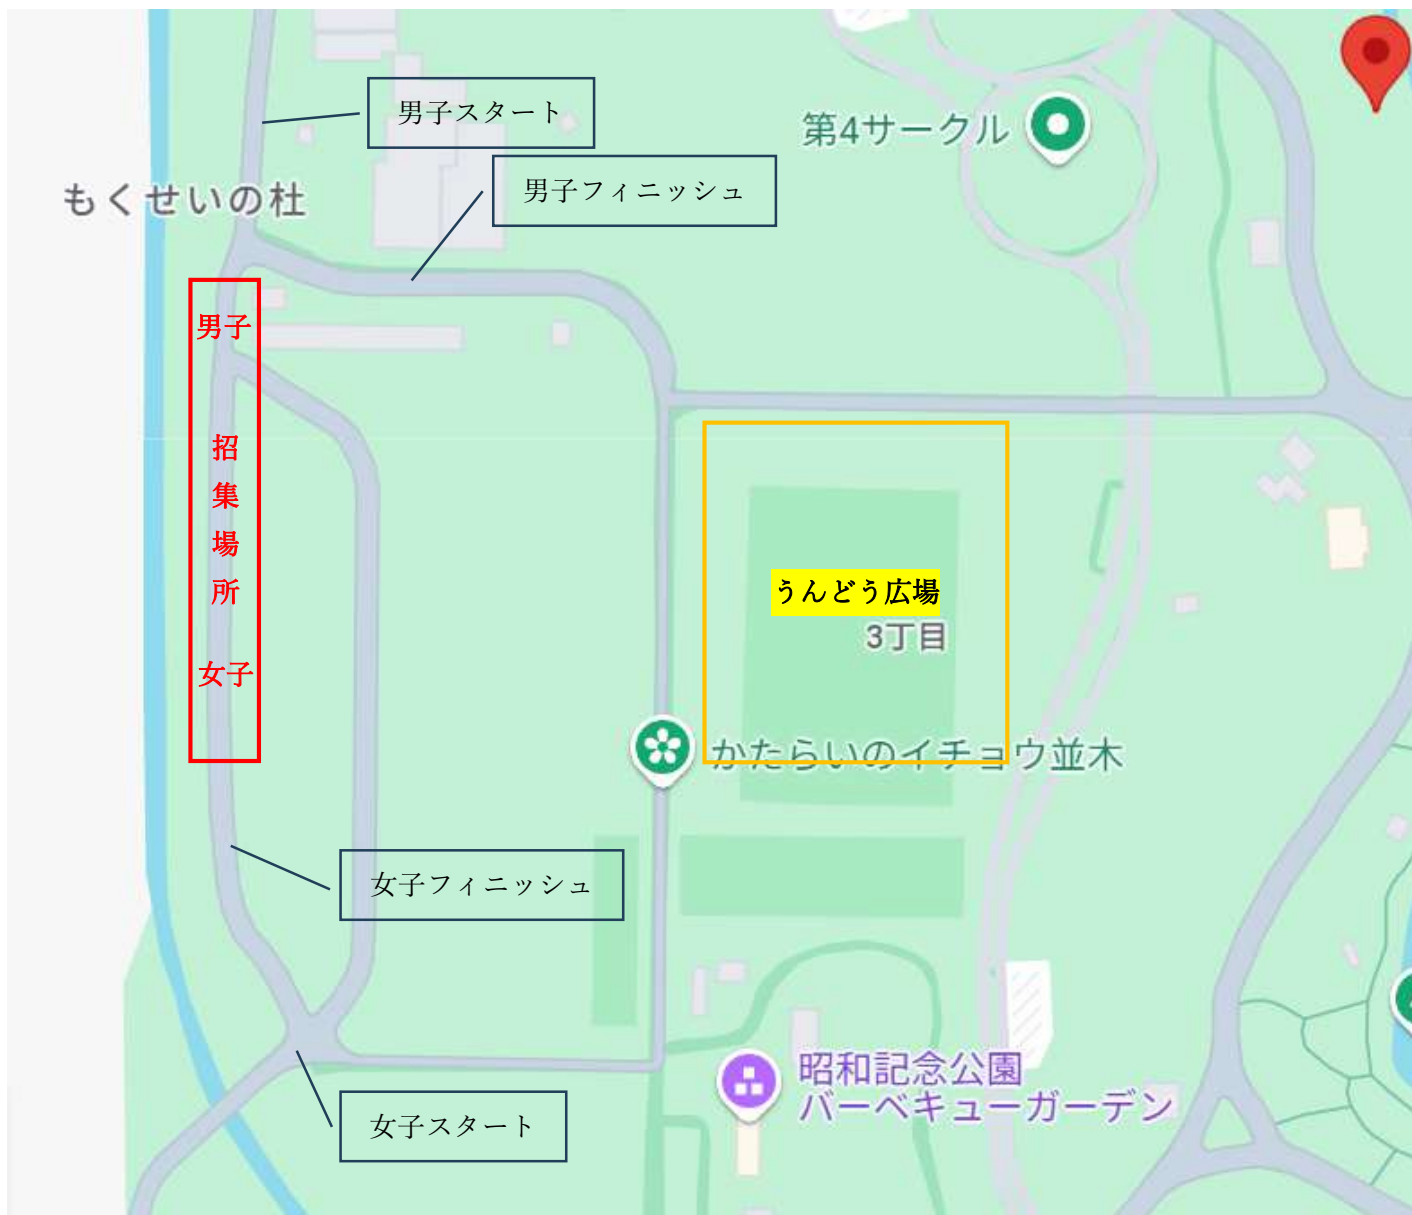 男子スタート
第4サークル
男子フィニッシュ
もくせいの杜
男子
招
集
場
所
女子
うんどう広場
3丁目
かたらいのイチョウ並木
女子フィニッシュ
昭和記念公園
バーベキューガーデン
女子スタート